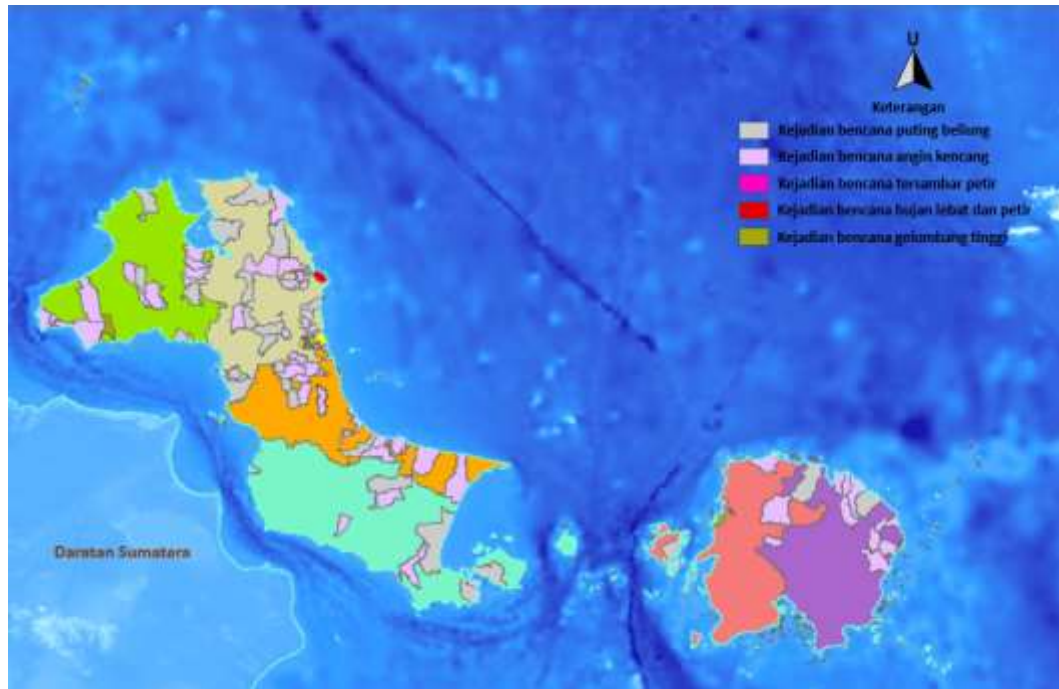 U
Keterangan
Kejadian bencana puting beliung
Kejadian bencana angin kencang
Kejadian bencana tersambar petir
Kejadian bencana hujan lebat dan petir
Kejadian bencana gelombang tinggi
Daratan Sumatara